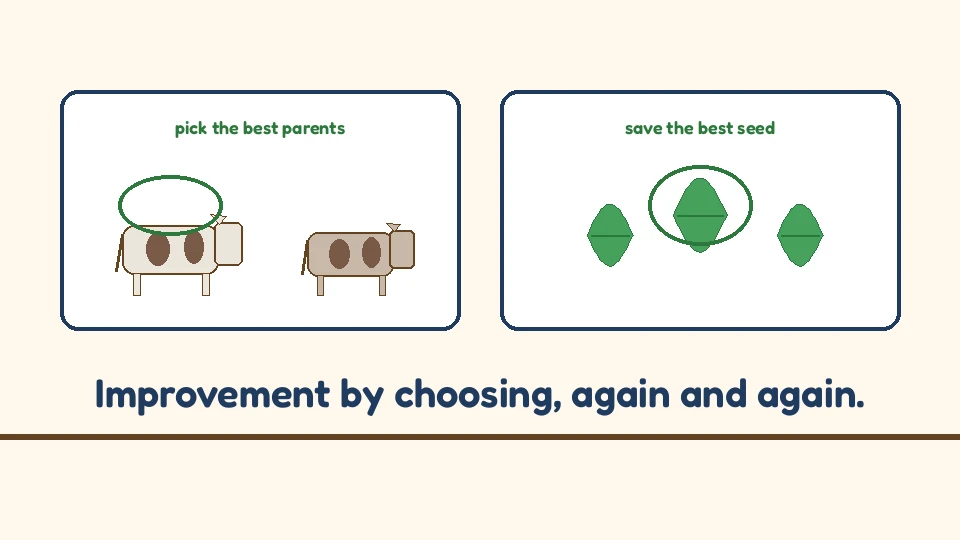 pick the best parents
save the best seed
Improvement by choosing, again and again.